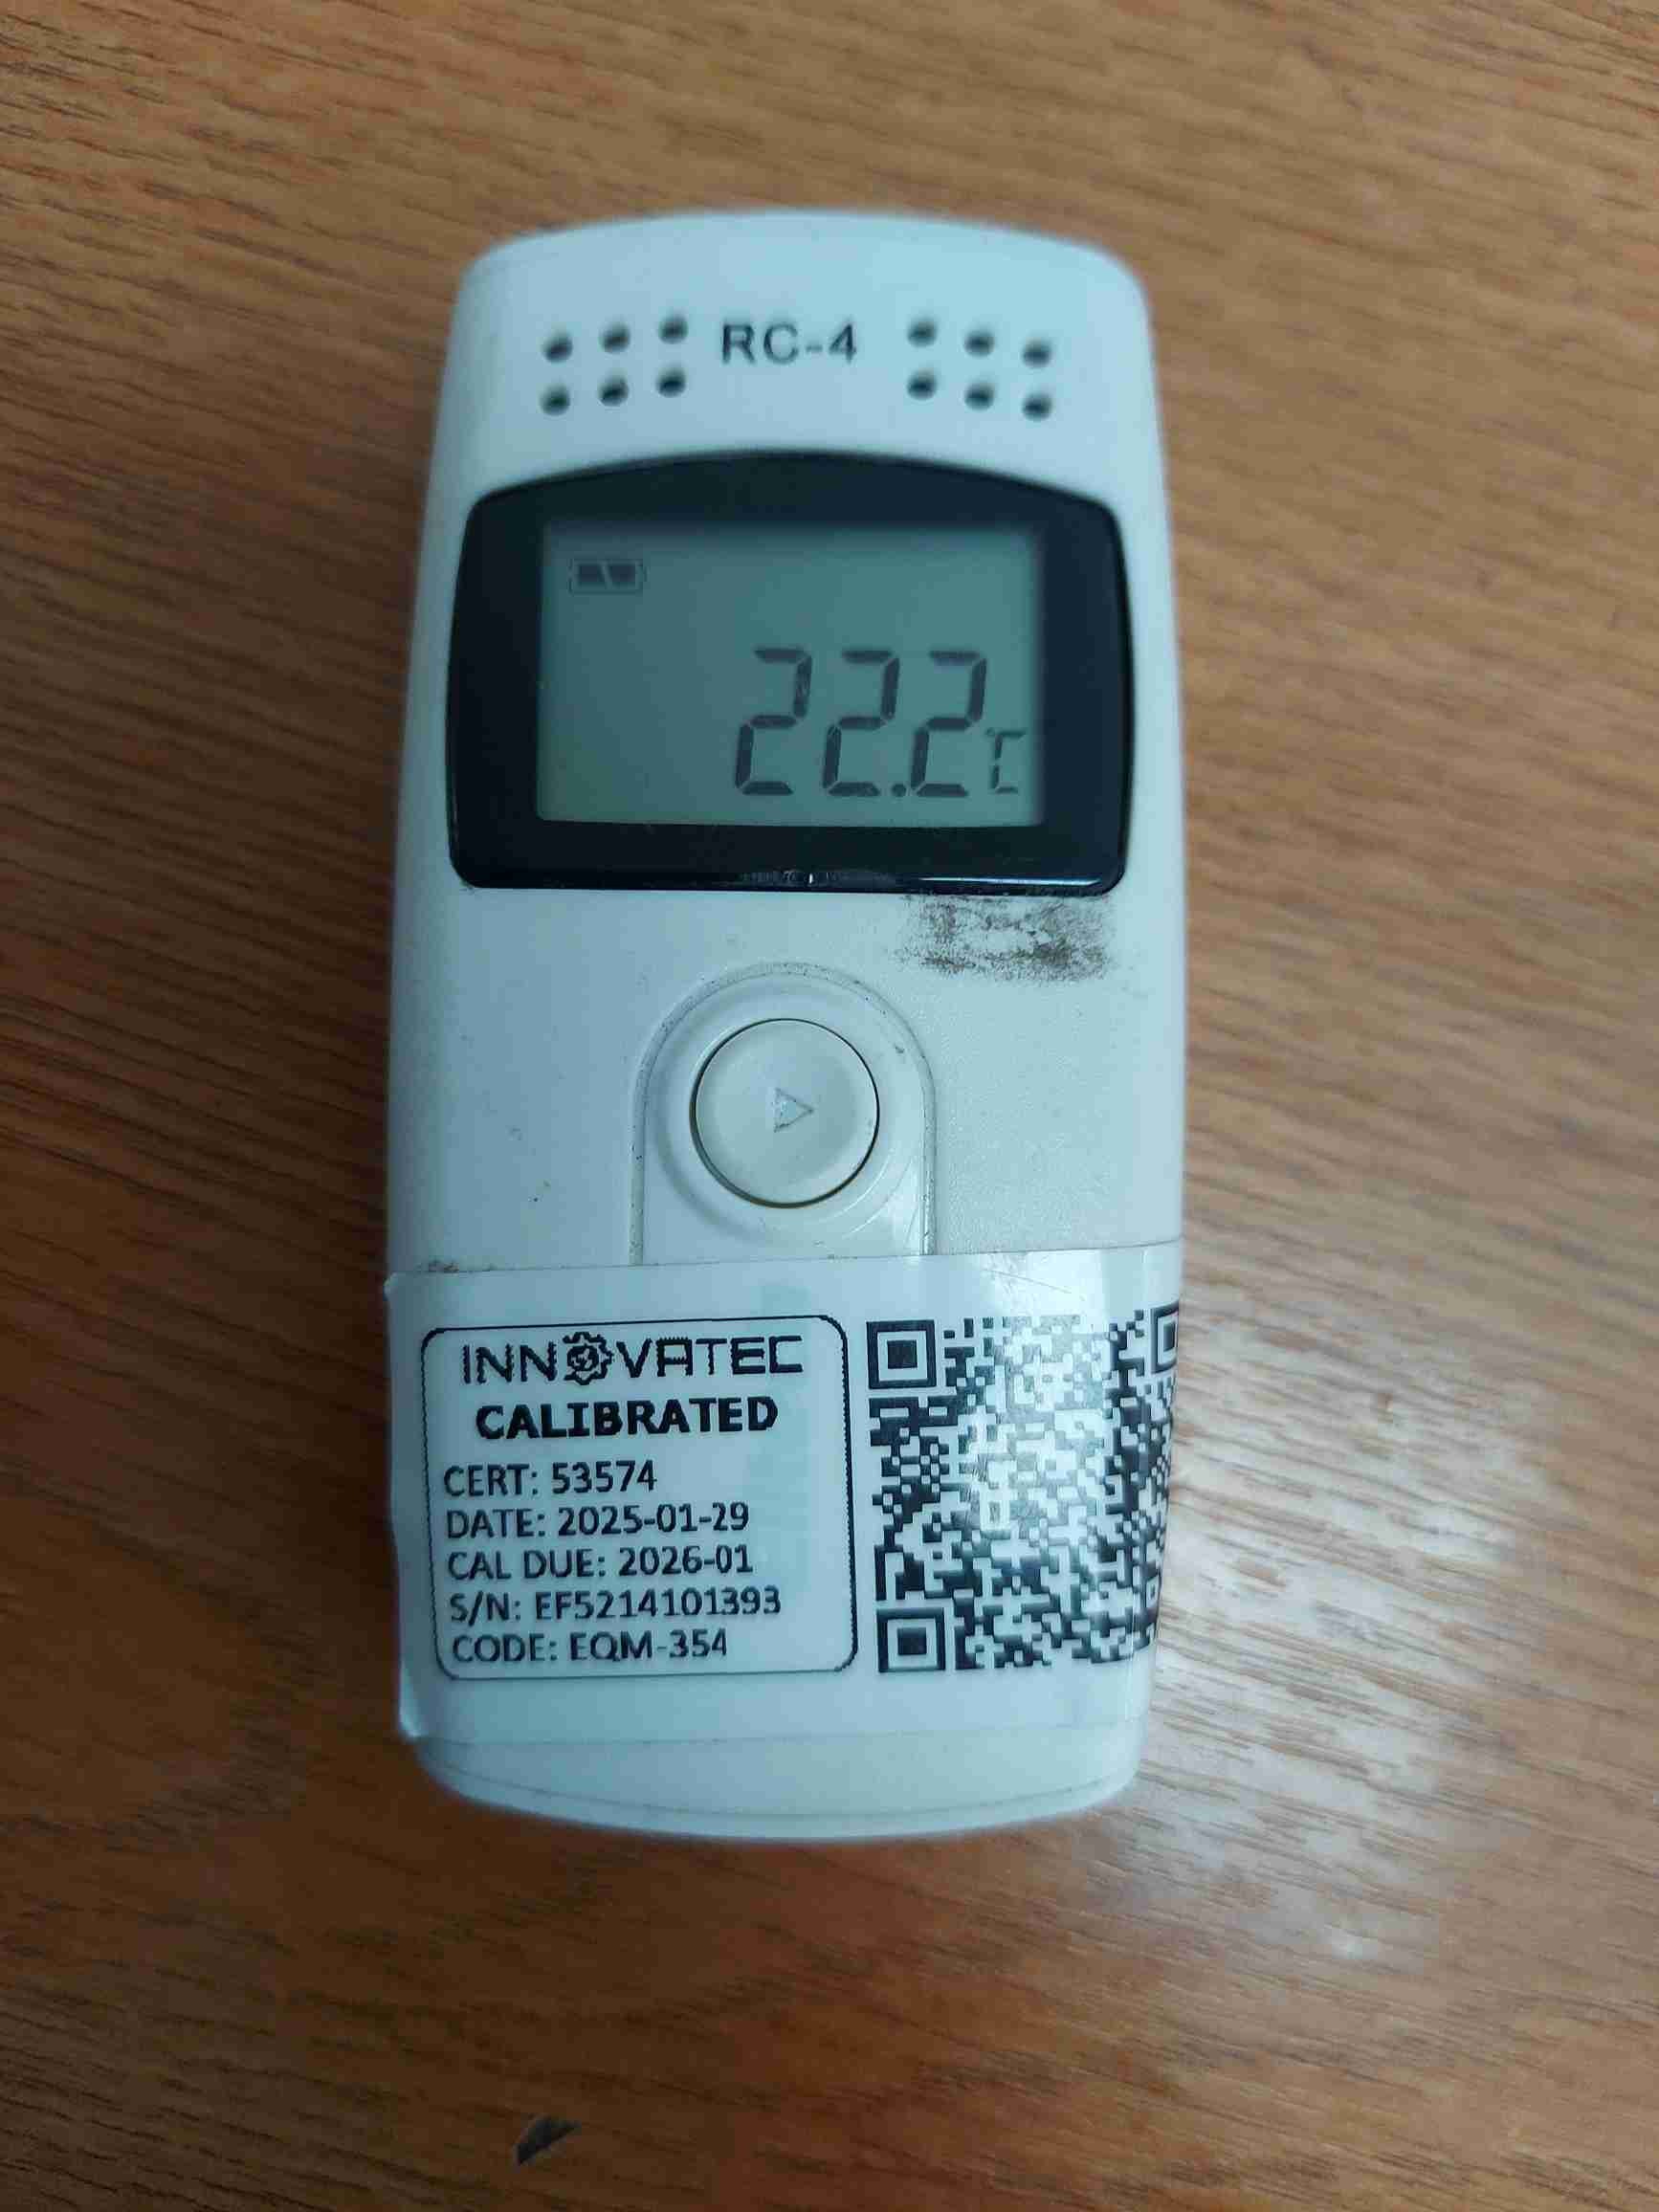 RC-4
22.2℃
INNOVATEC
CALIBRATED
CERT: 53574
DATE: 2025-01-29
CAL DUE: 2026-01
S/N: EF5214101393
CODE: EQM-354